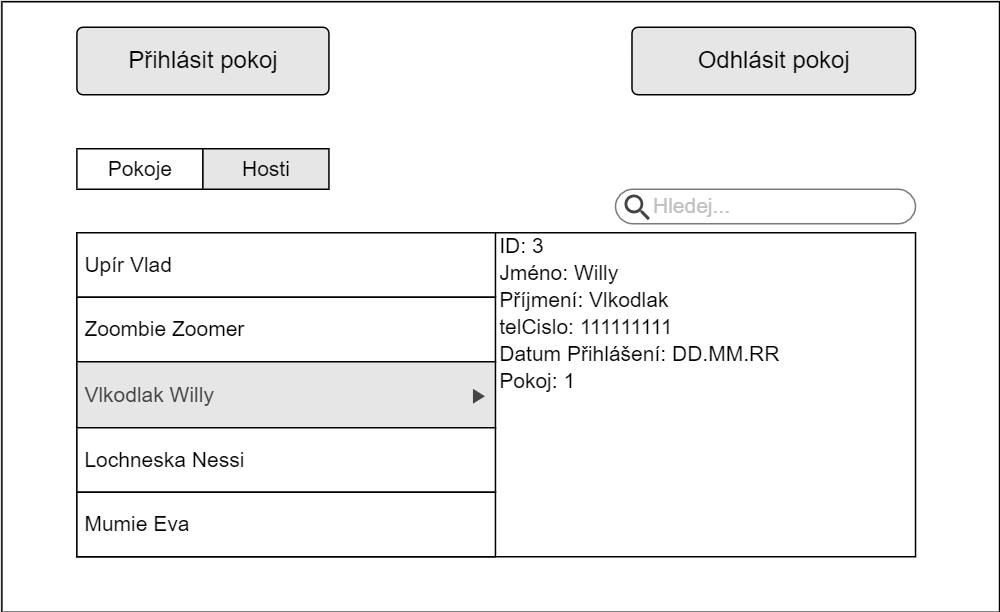 Přihlásit pokoj
Odhlásit pokoj
Pokoje
Hosti
Hledej...
Upír Vlad
Zoombie Zoomer
Vlkodlak Willy
Lochneska Nessi
Mumie Eva
ID: 3
Jméno: Willy
Příjmení: Vlkodlak
telCislo: 111111111
Datum Přihlášení: DD.MM.RR
Pokoj: 1